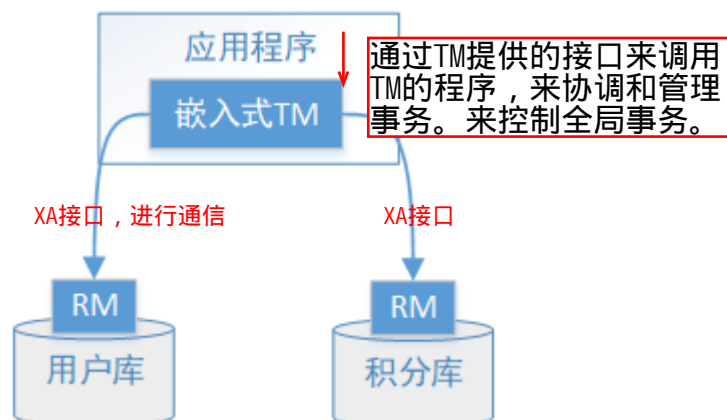 应用程序
通过TM提供的接口来调用
TM的程序，来协调和管理
事务。来控制全局事务。
嵌入式TM
XA接口，进行通信
XA接口
RM
RM
用户库
积分库